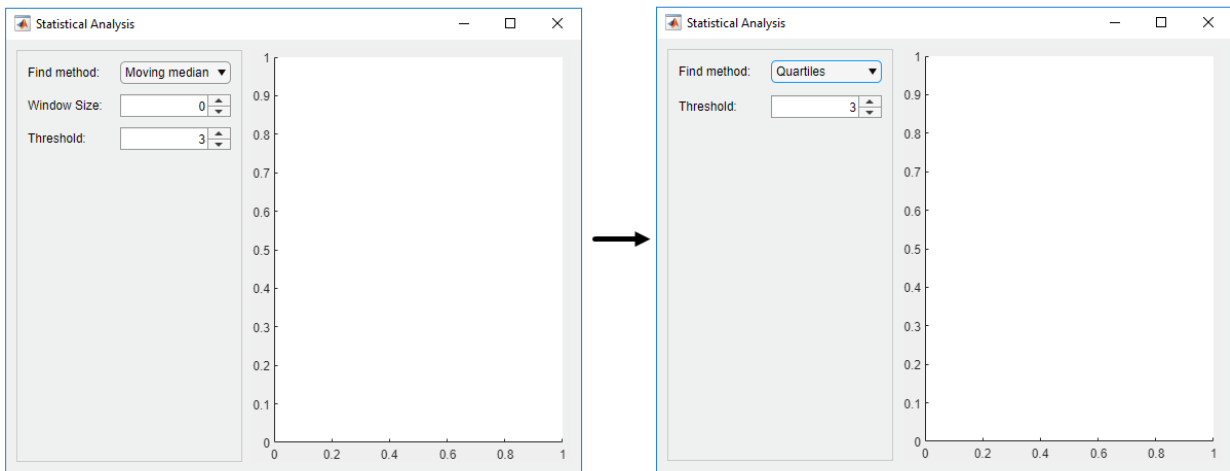 Statistical Analysis
Find method: Moving median
Window Size: 0
Threshold: 3
1
0.9
0.8
0.7
0.6
0.5
0.4
0.3
0.2
0.1
0
0 0.2 0.4 0.6 0.8 1
Statistical Analysis
Find method: Quartiles
Threshold: 3
1
0.9
0.8
0.7
0.6
0.5
0.4
0.3
0.2
0.1
0
0 0.2 0.4 0.6 0.8 1